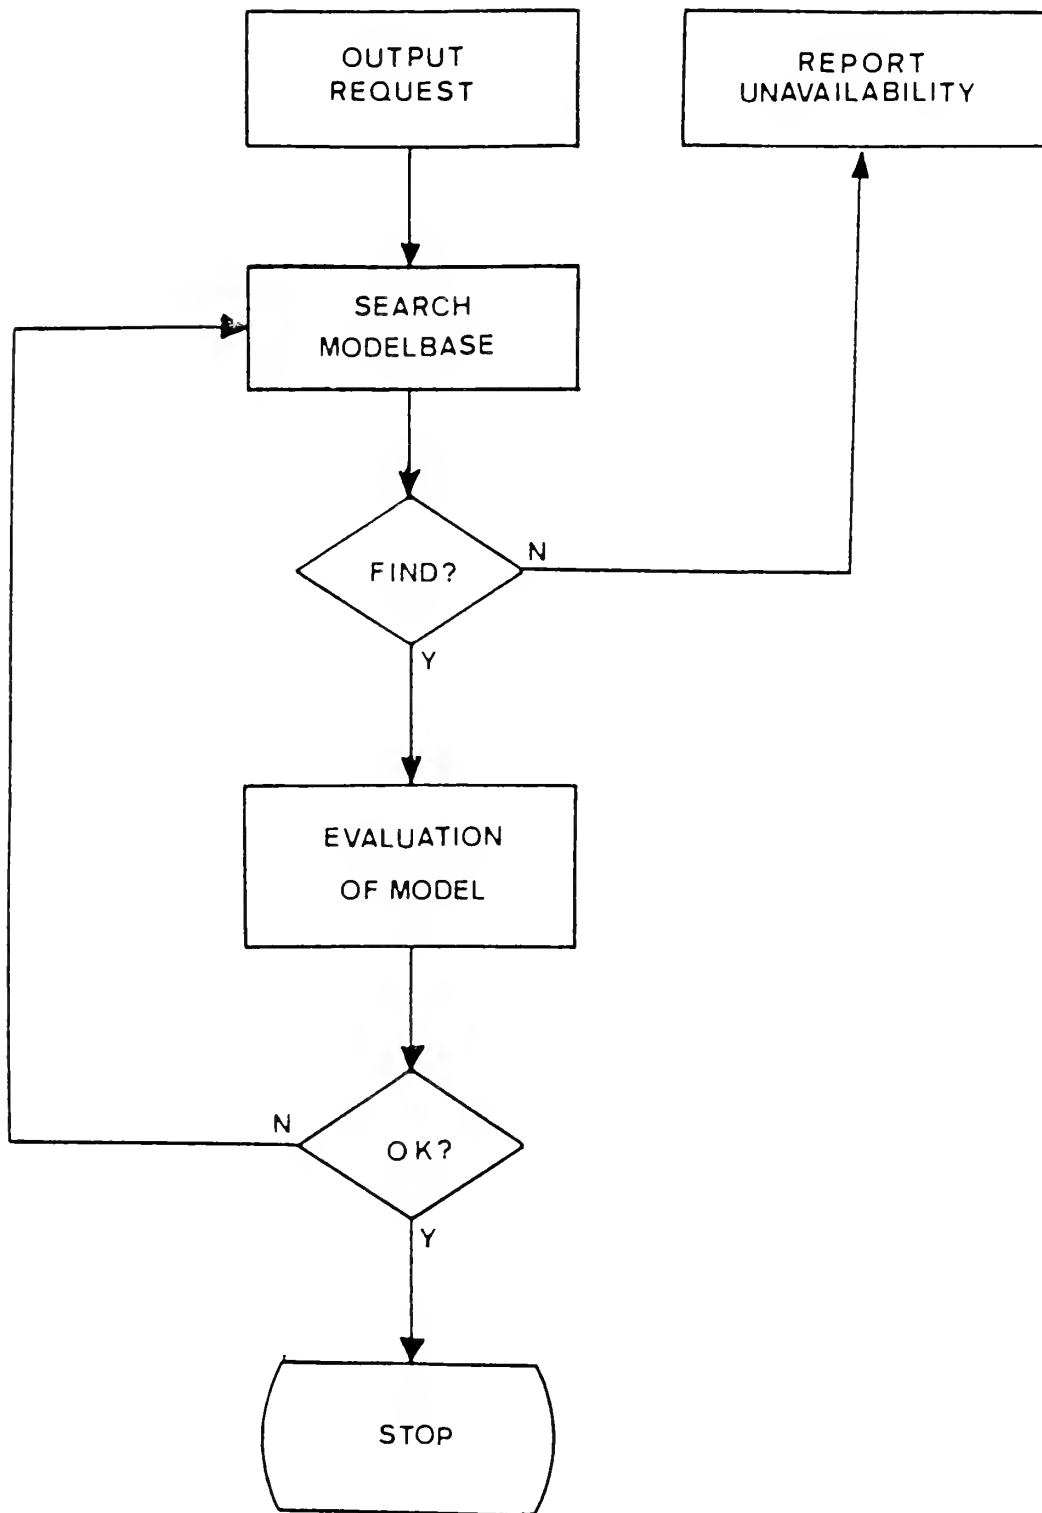 OUTPUT
REQUEST
REPORT
UNAVAILABILITY
SEARCH
MODELBASE
FIND?
N
Y
EVALUATION
OF MODEL
N
OK?
Y
STOP